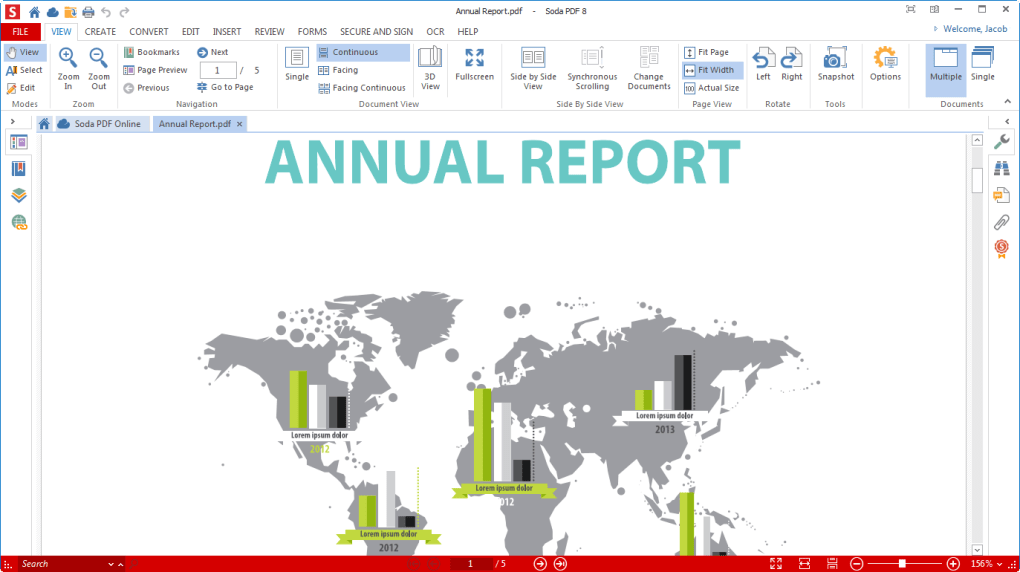 S
Annual Report.pdf - Soda PDF 8
FILE VIEW CREATE CONVERT EDIT INSERT REVIEW FORMS SECURE AND SIGN OCR HELP
Welcome, Jacob
View
Select
Edit
Modes
Zoom In
Zoom Out
Zoom
Bookmarks
Page Preview
Previous
Next
1 / 5
Go to Page
Navigation
Single
Continuous
Facing
Facing Continuous
3D View
Fullscreen
Document View
Side by Side View
Synchronous Scrolling
Change Documents
Side By Side View
Fit Page
Fit Width
100 Actual Size
Page View
Left
Right
Rotate
Snapshot
Tools
Options
Multiple
Single
Documents
Soda PDF Online
Annual Report.pdf ×
ANNUAL REPORT
Lorem ipsum dolor
2013
Lorem ipsum dolor
2012
Lorem ipsum dolor
2012
Lorem ipsum dolor
2012
Search
1 / 5
156%